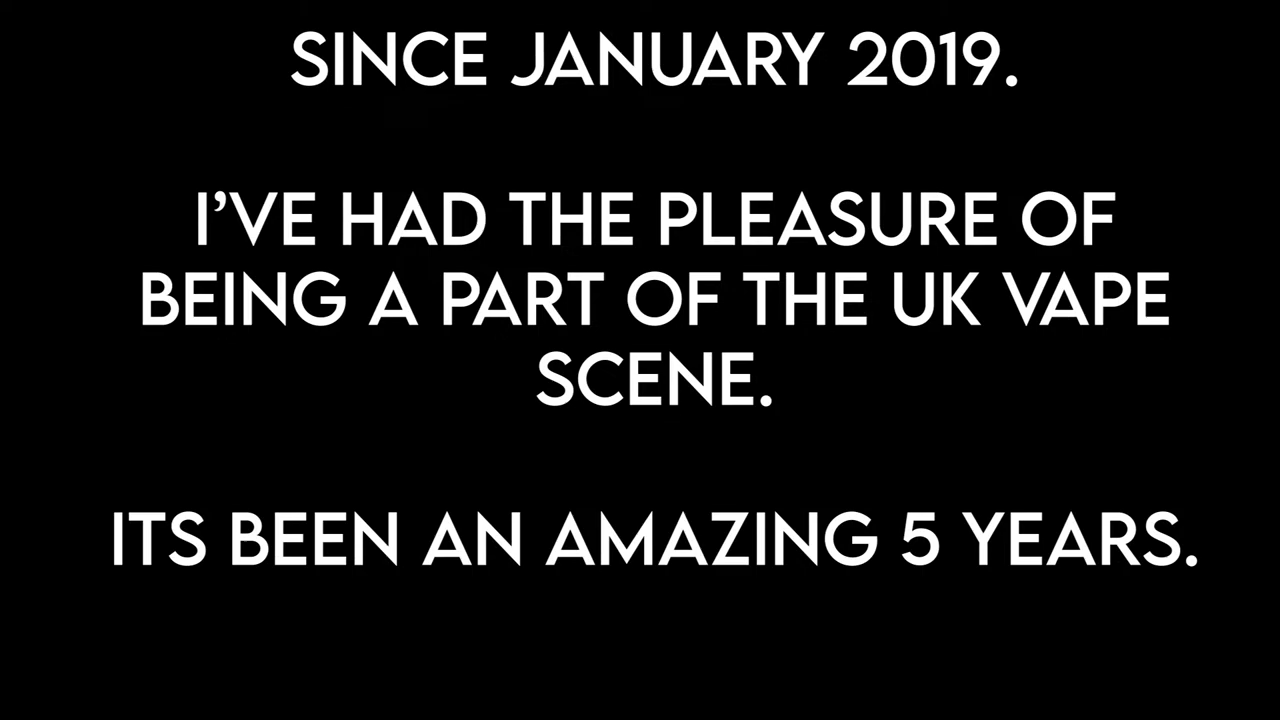 SINCE JANUARY 2019.
I’VE HAD THE PLEASURE OF
BEING A PART OF THE UK VAPE
SCENE.
ITS BEEN AN AMAZING 5 YEARS.